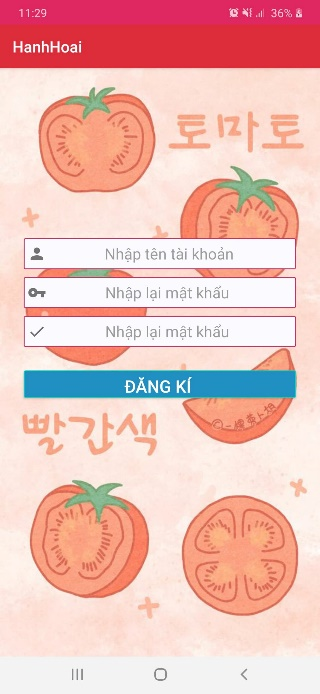 11:29
36%
HanhHoai
토마토
Nhập tên tài khoản
Nhập lại mật khẩu
Nhập lại mật khẩu
ĐĂNG KÍ
빨간색